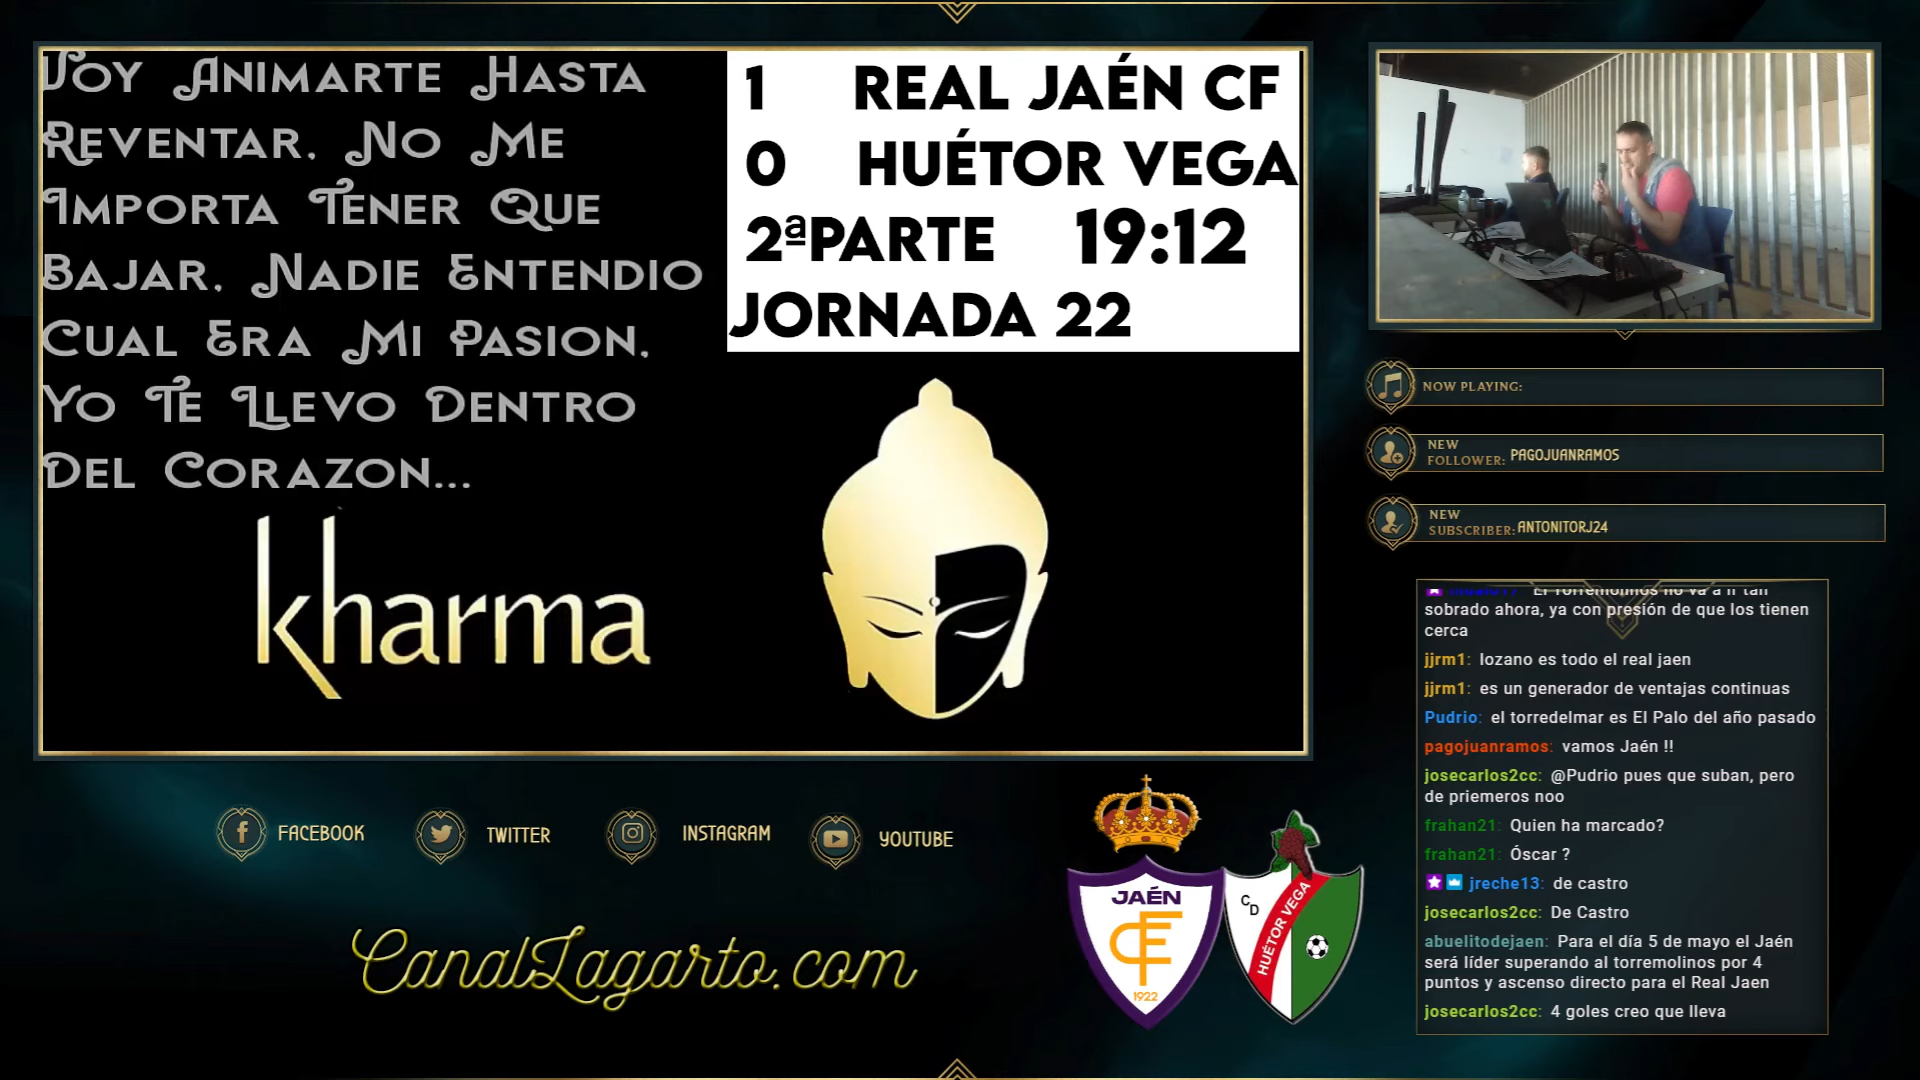 Voy Animarte Hasta
Reventar. No Me
Importa Tener Que
Bajar. Nadie Entendio
Cual Era Mi Pasion.
Yo Te Llevo Dentro
Del Corazon...
kharma
1 REAL JAÉN CF
0 HUÉTOR VEGA
2ªPARTE 19:12
JORNADA 22
NOW PLAYING:
NEW
FOLLOWER: PAGOJUANRAMOS
NEW
SUBSCRIBER: ANTONITORJ24
El Torremolinos no va a ir tan
sobrado ahora, ya con presión de que los tienen
cerca
jjrm1: lozano es todo el real jaen
jjrm1: es un generador de ventajas continuas
Pudrio: el torredelmar es El Palo del año pasado
pagojuanramos: vamos Jaén !!
josecarlos2cc: @Pudrio pues que suban, pero
de priemeros noo
frahan21: Quien ha marcado?
frahan21: Óscar ?
jreche13: de castro
josecarlos2cc: De Castro
abuelitodejaen: Para el día 5 de mayo el Jaén
será líder superando al torremolinos por 4
puntos y ascenso directo para el Real Jaen
josecarlos2cc: 4 goles creo que lleva
FACEBOOK
TWITTER
INSTAGRAM
YOUTUBE
CanalLagarto.com
JAÉN
CF
1922
CD
HUÉTOR VEGA